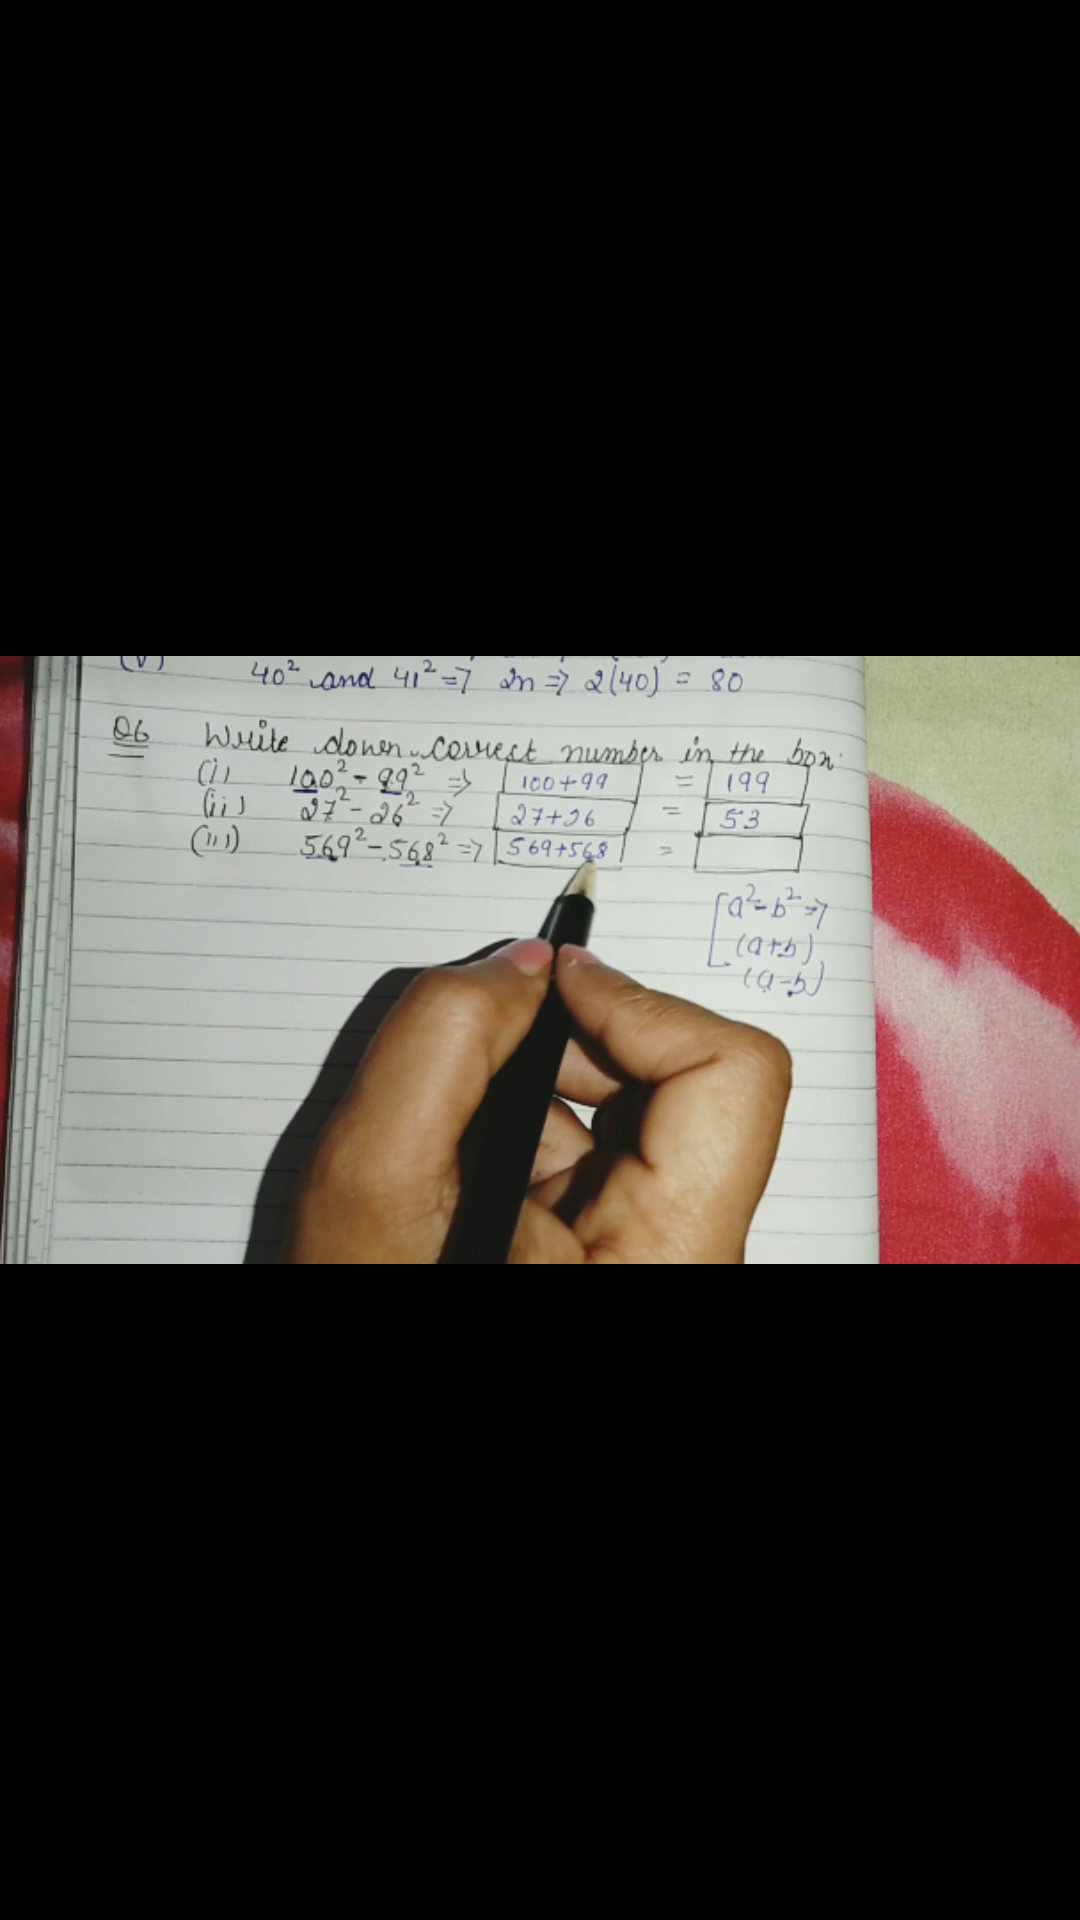 (v)
40² and 41² => 2n => 2(40) = 80
Q6 Write down correct number in the box:
(i) 100² - 99² => 100+99 = 199
(ii) 27² - 26² => 27+26 = 53
(iii) 569² - 568² => 569+568 =
[a² - b² =>
(a+b)
(a-b)